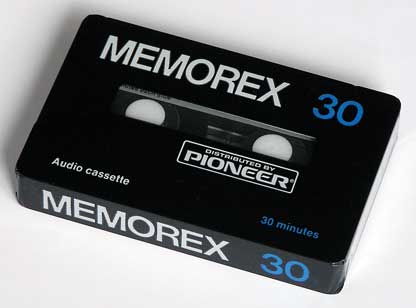 MEMOREX 30
DISTRIBUTED BY
PIONEER®
Audio cassette
30 minutes
MEMOREX 30